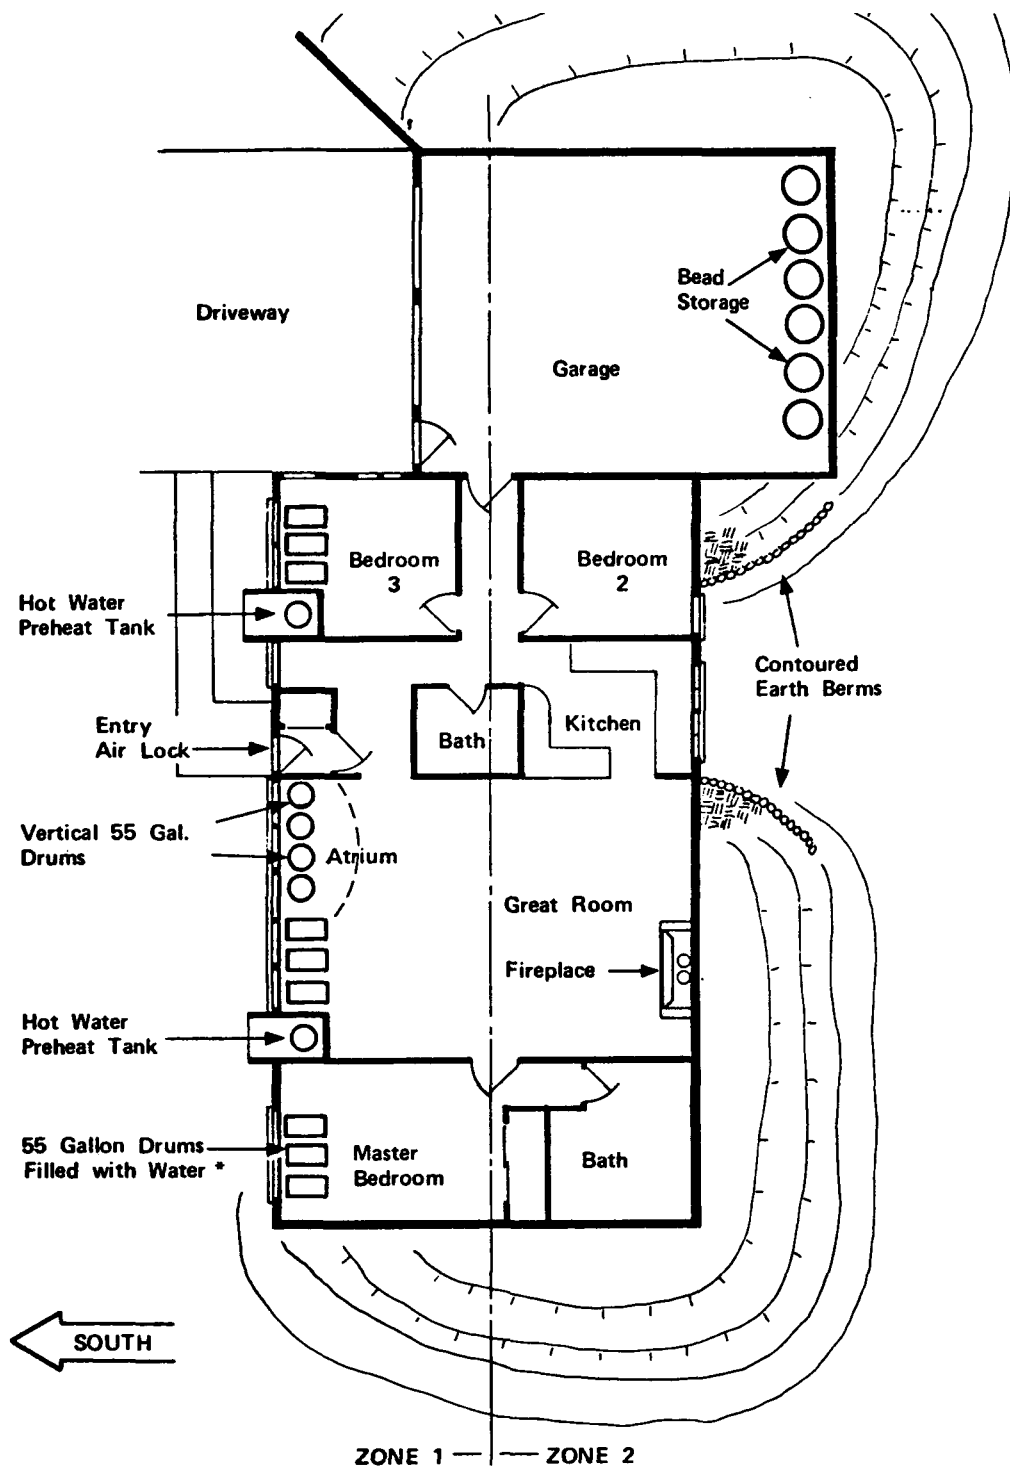 Driveway
Bead
Storage
Garage
Bedroom
3
Bedroom
2
Hot Water
Preheat Tank
Contoured
Earth Berms
Entry
Air Lock
Bath
Kitchen
Vertical 55 Gal.
Drums
Atrium
Great Room
Fireplace
Hot Water
Preheat Tank
55 Gallon Drums
Filled with Water *
Master
Bedroom
Bath
SOUTH
ZONE 1
ZONE 2